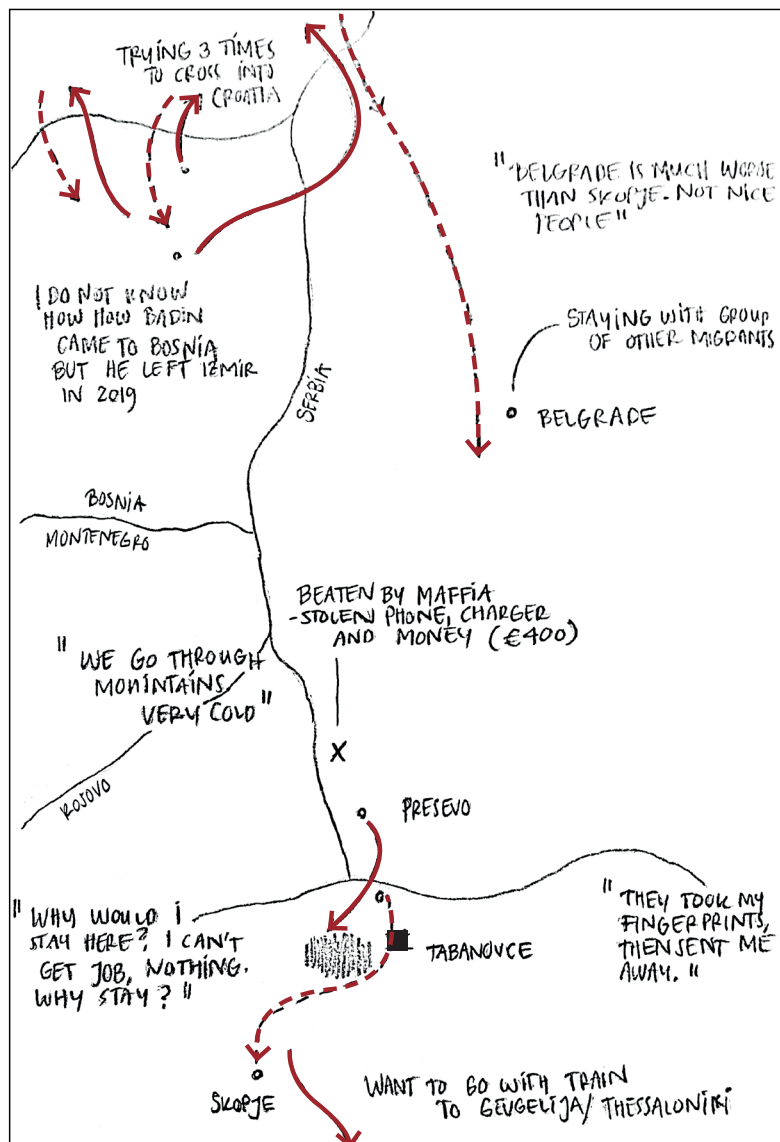 TRYING 3 TIMES
TO CROSS INTO
CROATIA
"BELGRADE IS MUCH WORSE
THAN SKOPJE. NOT NICE
PEOPLE"
I DO NOT KNOW
HOW HOW BADIN
CAME TO BOSNIA
BUT HE LEFT IZMIR
IN 2019
STAYING WITH GROUP
OF OTHER MIGRANTS
BELGRADE
SERBIA
BOSNIA
MONTENEGRO
BEATEN BY MAFFIA
-STOLEN PHONE, CHARGER
AND MONEY (€400)
"WE GO THROUGH
MOUINTAINS.
VERY COLD"
KOSOVO
PRESEVO
"WHY WOULD I
STAY HERE? I CAN'T
GET JOB, NOTHING.
WHY STAY?"
TABANOVCE
"THEY TOOK MY
FINGERPRINTS,
THEN SENT ME
AWAY."
SKOPJE
WANT TO GO WITH TRAIN
TO GEVGELIJA/THESSALONIKI